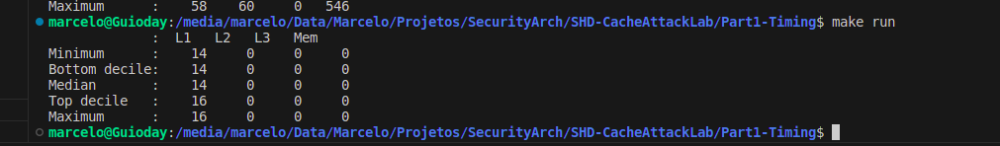 Maximum      :    58    60     0   546
marcelo@Guioday:/media/marcelo/Data/Marcelo/Projetos/SecurityArch/SHD-CacheAttackLab/Part1-Timing$ make run
             :  L1   L2   L3   Mem
Minimum      :    14     0     0     0
Bottom decile:    14     0     0     0
Median       :    14     0     0     0
Top decile   :    16     0     0     0
Maximum      :    16     0     0     0
marcelo@Guioday:/media/marcelo/Data/Marcelo/Projetos/SecurityArch/SHD-CacheAttackLab/Part1-Timing$